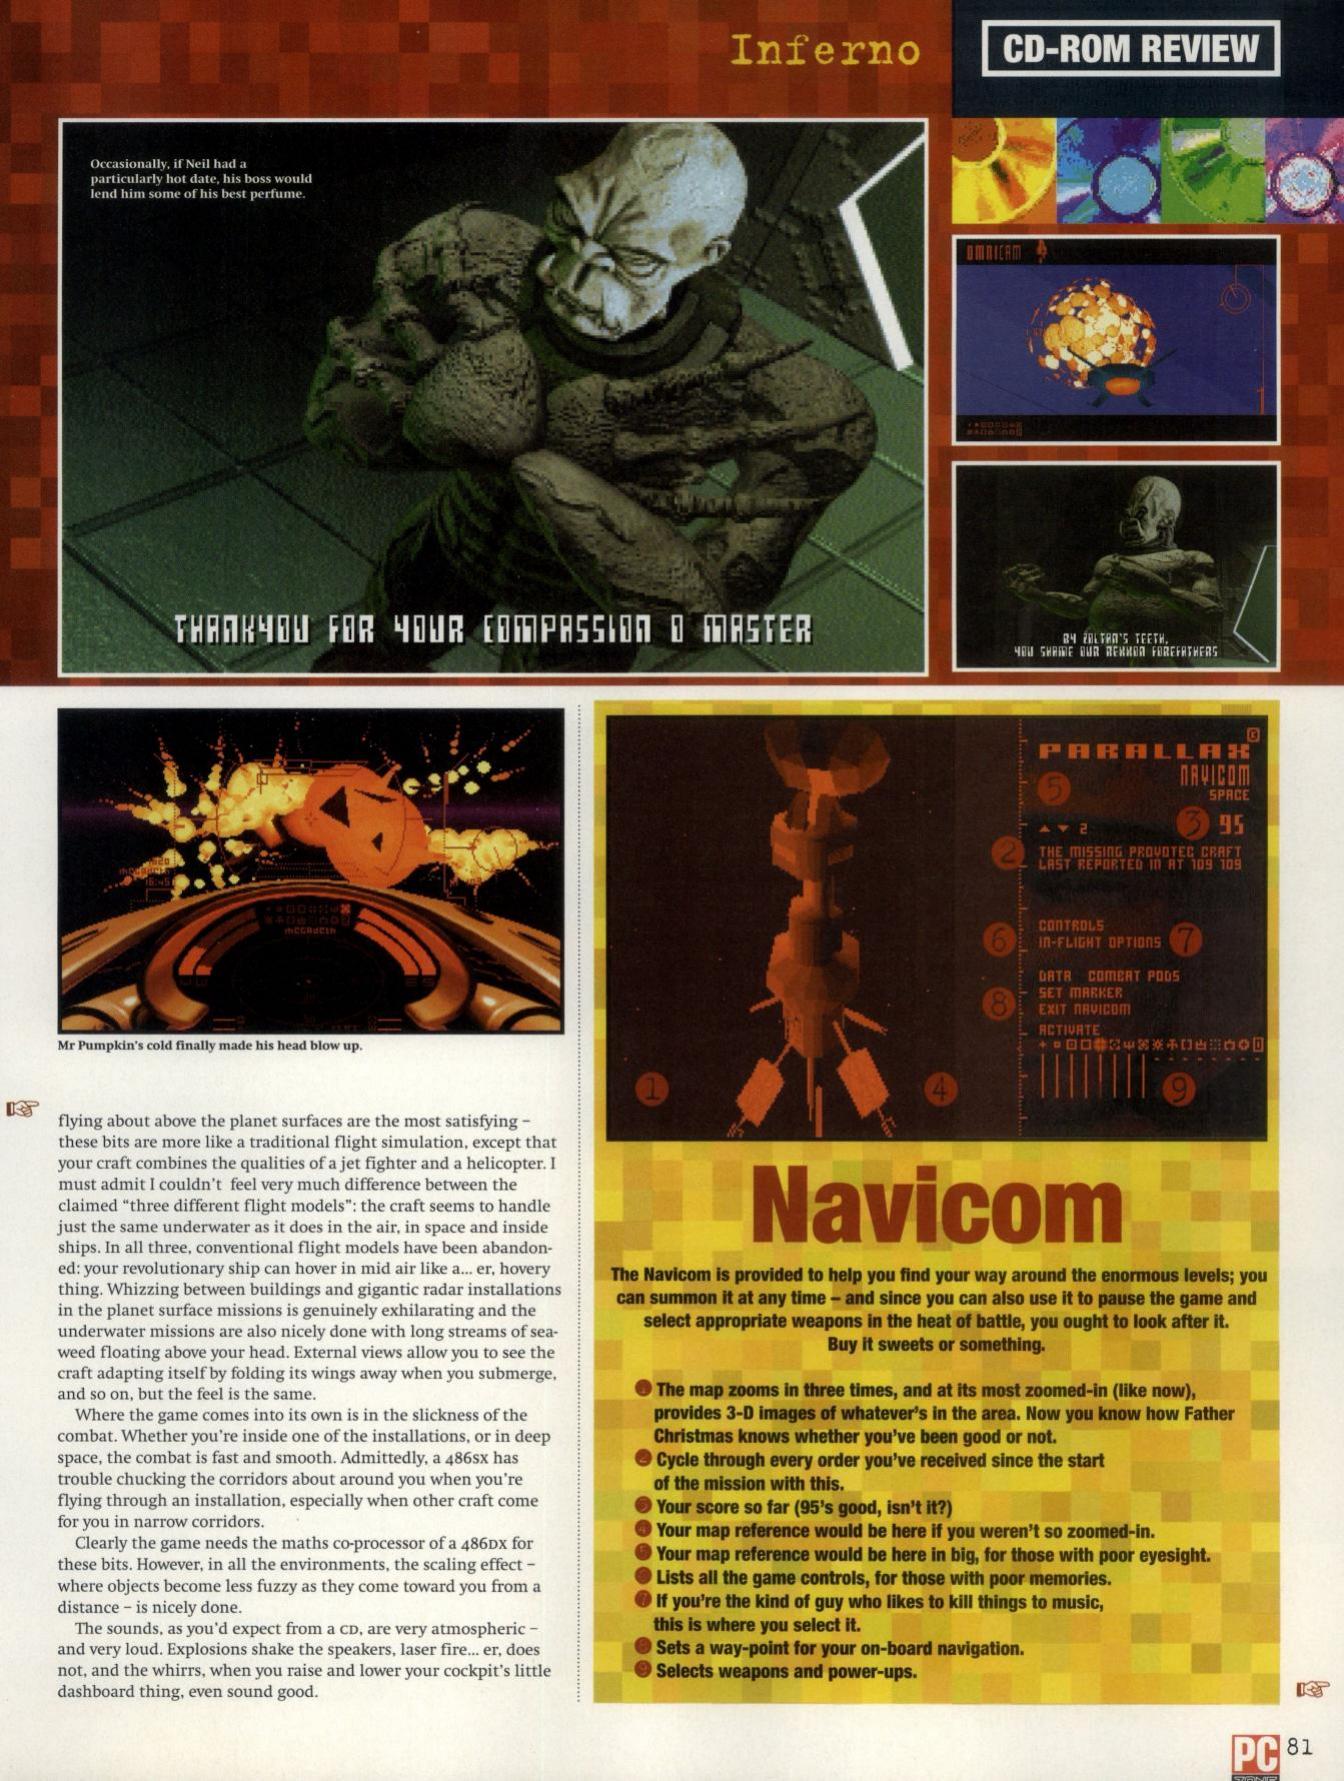 Inferno
CD-ROM REVIEW
Occasionally, if Neil had a
particularly hot date, his boss would
lend him some of his best perfume.
THANKYOU FOR YOUR COMPASSION O MASTER
OMNICAM
BY ZOLTAN'S TEETH,
YOU SHAME OUR REXXON FOREFATHERS
MEGADETH
Mr Pumpkin's cold finally made his head blow up.
flying about above the planet surfaces are the most satisfying –
these bits are more like a traditional flight simulation, except that
your craft combines the qualities of a jet fighter and a helicopter. I
must admit I couldn't feel very much difference between the
claimed “three different flight models”: the craft seems to handle
just the same underwater as it does in the air, in space and inside
ships. In all three, conventional flight models have been abandon-
ed: your revolutionary ship can hover in mid air like a... er, hovery
thing. Whizzing between buildings and gigantic radar installations
in the planet surface missions is genuinely exhilarating and the
underwater missions are also nicely done with long streams of sea-
weed floating above your head. External views allow you to see the
craft adapting itself by folding its wings away when you submerge,
and so on, but the feel is the same.
Where the game comes into its own is in the slickness of the
combat. Whether you're inside one of the installations, or in deep
space, the combat is fast and smooth. Admittedly, a 486SX has
trouble chucking the corridors about around you when you're
flying through an installation, especially when other craft come
for you in narrow corridors.
Clearly the game needs the maths co-processor of a 486DX for
these bits. However, in all the environments, the scaling effect –
where objects become less fuzzy as they come toward you from a
distance – is nicely done.
The sounds, as you'd expect from a CD, are very atmospheric –
and very loud. Explosions shake the speakers, laser fire... er, does
not, and the whirrs, when you raise and lower your cockpit's little
dashboard thing, even sound good.
PARALLAX
NAVICOM
SPACE
5
3 95
2
2 THE MISSING PROVOTEC CRAFT
LAST REPORTED IN AT 109 109
6 CONTROLS
IN-FLIGHT OPTIONS 7
DATA COMBAT PODS
8 SET MARKER
EXIT NAVICOM
ACTIVATE
1 4 9
Navicom
The Navicom is provided to help you find your way around the enormous levels; you
can summon it at any time – and since you can also use it to pause the game and
select appropriate weapons in the heat of battle, you ought to look after it.
Buy it sweets or something.
1 The map zooms in three times, and at its most zoomed-in (like now),
provides 3-D images of whatever's in the area. Now you know how Father
Christmas knows whether you've been good or not.
2 Cycle through every order you've received since the start
of the mission with this.
3 Your score so far (95's good, isn't it?)
4 Your map reference would be here if you weren't so zoomed-in.
5 Your map reference would be here in big, for those with poor eyesight.
6 Lists all the game controls, for those with poor memories.
7 If you're the kind of guy who likes to kill things to music,
this is where you select it.
8 Sets a way-point for your on-board navigation.
9 Selects weapons and power-ups.
PC 81
ZONE